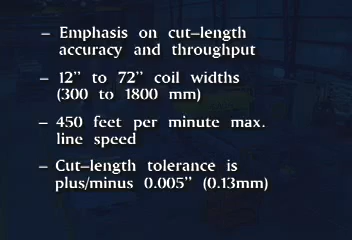 – Emphasis on cut–length
accuracy and throughput
– 12” to 72” coil widths
(300 to 1800 mm)
– 450 feet per minute max.
line speed
– Cut–length tolerance is
plus/minus 0.005” (0.13mm)